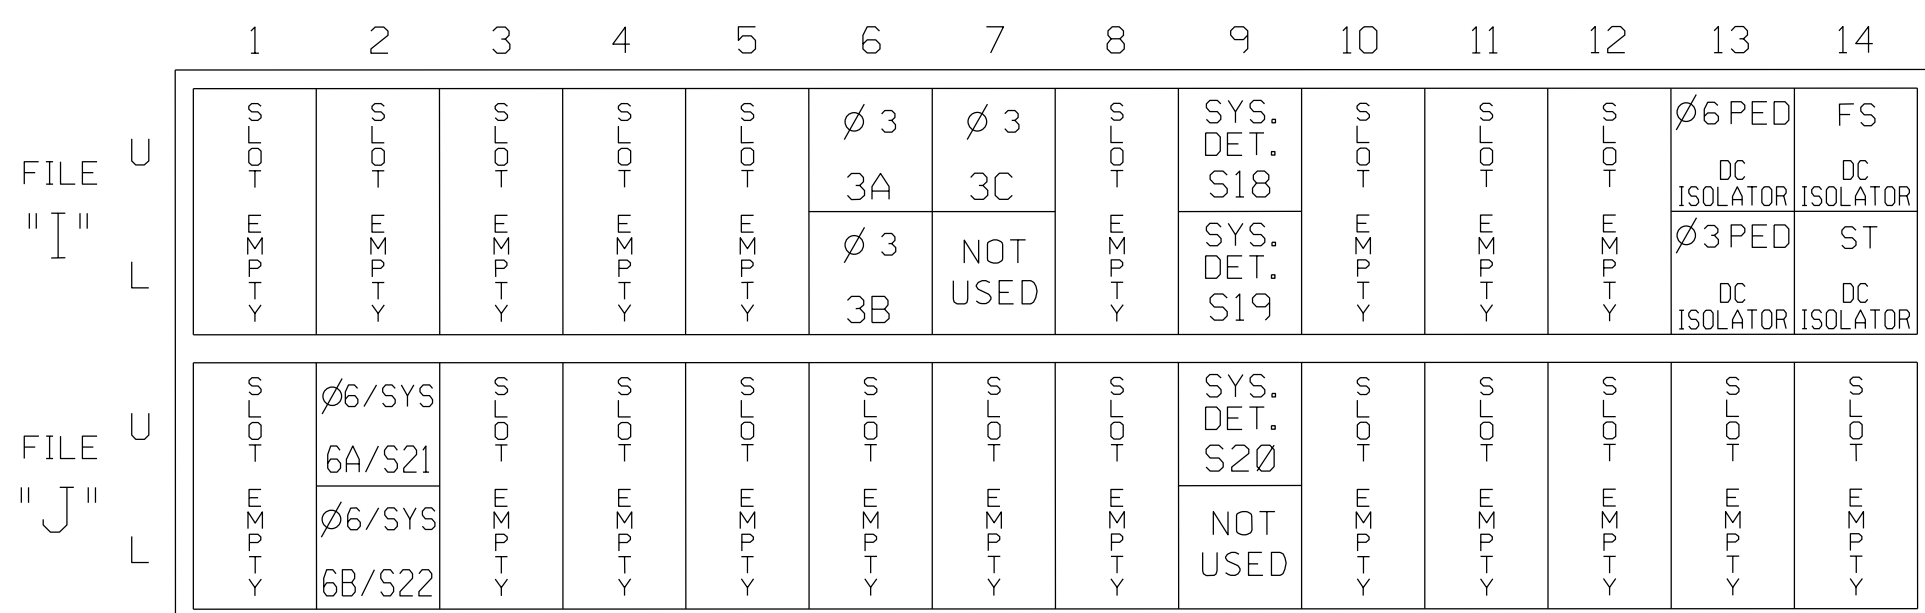 1 2 3 4 5 6 7 8 9 10 11 12 13 14
FILE "I"
U
L
SLOT EMPTY
SLOT EMPTY
SLOT EMPTY
SLOT EMPTY
SLOT EMPTY
Ø 3
3A
Ø 3
3B
Ø 3
3C
NOT
USED
SLOT EMPTY
SYS.
DET.
S18
SYS.
DET.
S19
SLOT EMPTY
SLOT EMPTY
SLOT EMPTY
Ø6 PED
DC
ISOLATOR
Ø3 PED
DC
ISOLATOR
FS
DC
ISOLATOR
ST
DC
ISOLATOR
FILE "J"
U
L
SLOT EMPTY
Ø6/SYS
6A/S21
Ø6/SYS
6B/S22
SLOT EMPTY
SLOT EMPTY
SLOT EMPTY
SLOT EMPTY
SLOT EMPTY
SLOT EMPTY
SYS.
DET.
S2Ø
NOT
USED
SLOT EMPTY
SLOT EMPTY
SLOT EMPTY
SLOT EMPTY
SLOT EMPTY